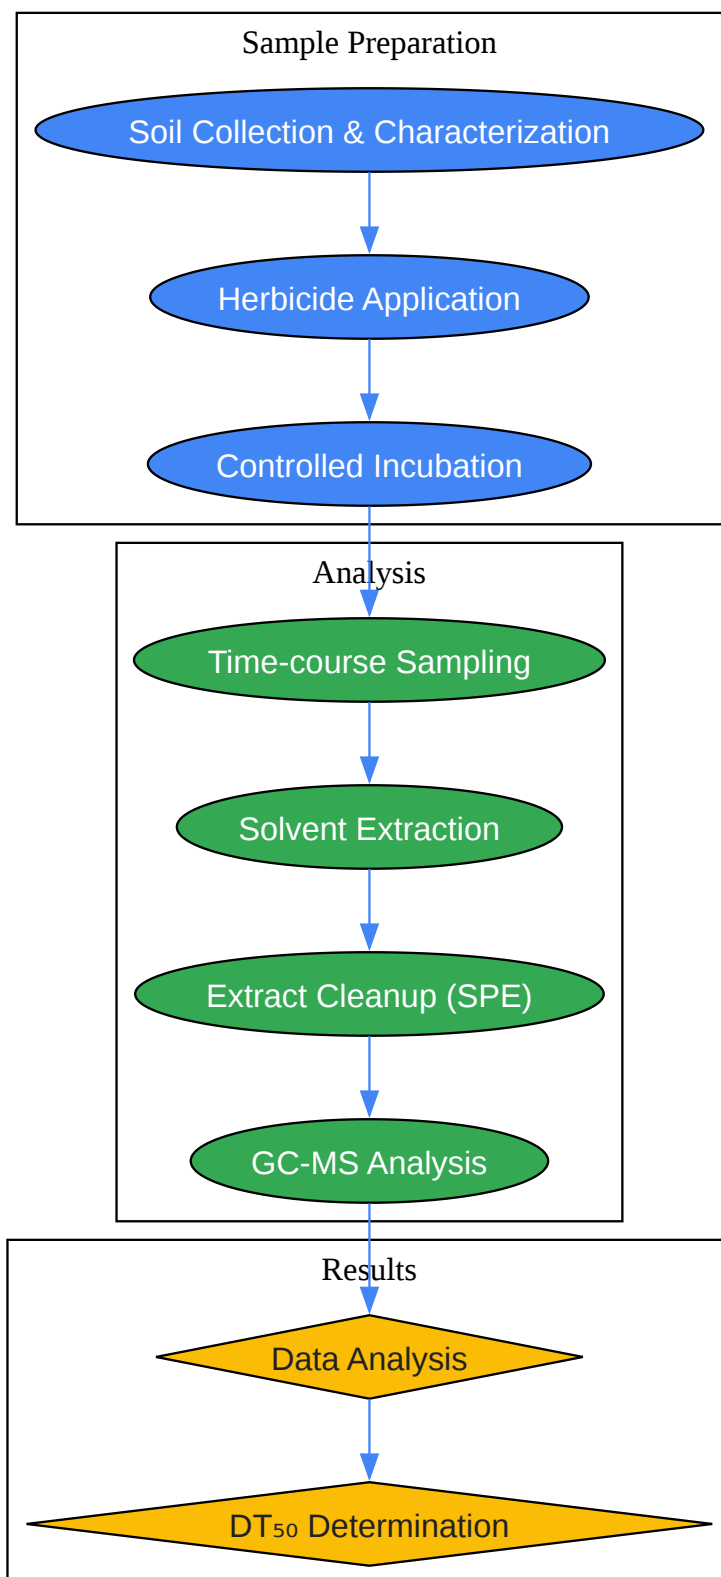 Sample Preparation
Soil Collection & Characterization
Herbicide Application
Controlled Incubation
Analysis
Time-course Sampling
Solvent Extraction
Extract Cleanup (SPE)
GC-MS Analysis
Results
Data Analysis
DT₅₀ Determination